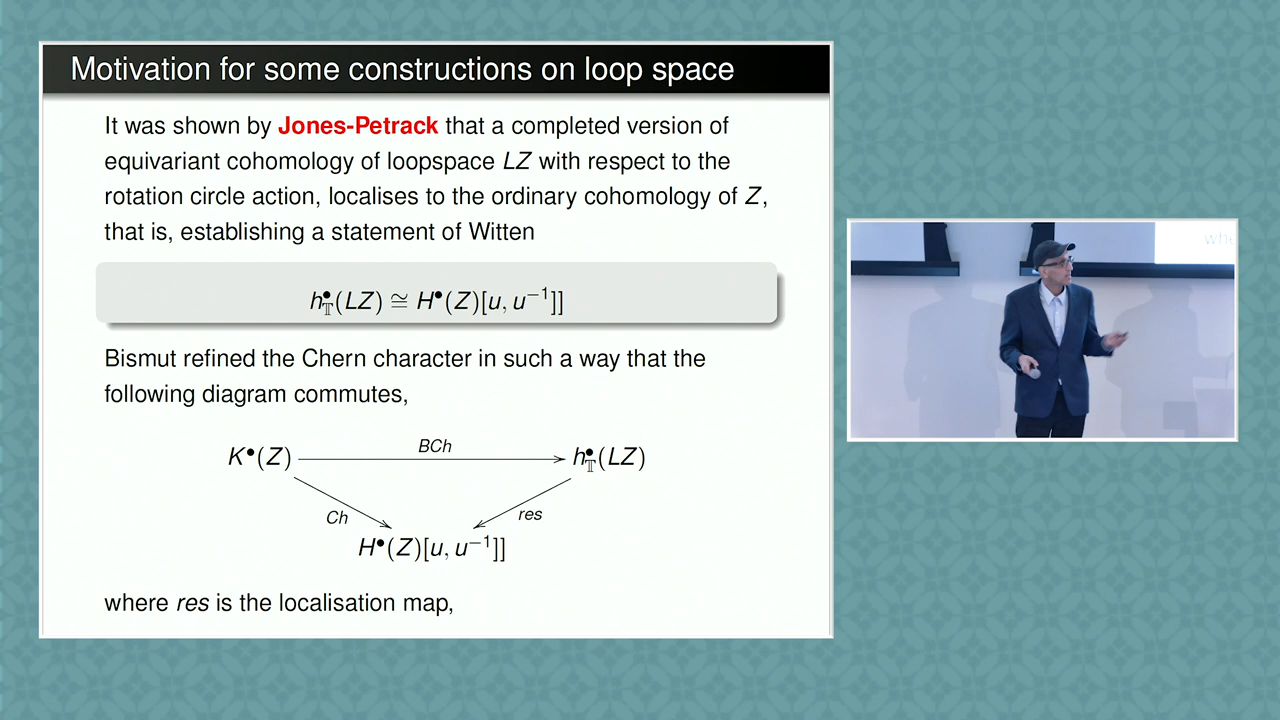 Motivation for some constructions on loop space
It was shown by Jones-Petrack that a completed version of
equivariant cohomology of loopspace LZ with respect to the
rotation circle action, localises to the ordinary cohomology of Z,
that is, establishing a statement of Witten
h^•_𝕋(LZ) ≅ H^•(Z)[u, u⁻¹]]
Bismut refined the Chern character in such a way that the
following diagram commutes,
BCh
K^•(Z) h^•_𝕋(LZ)
Ch res
H^•(Z)[u, u⁻¹]]
where res is the localisation map,
whe